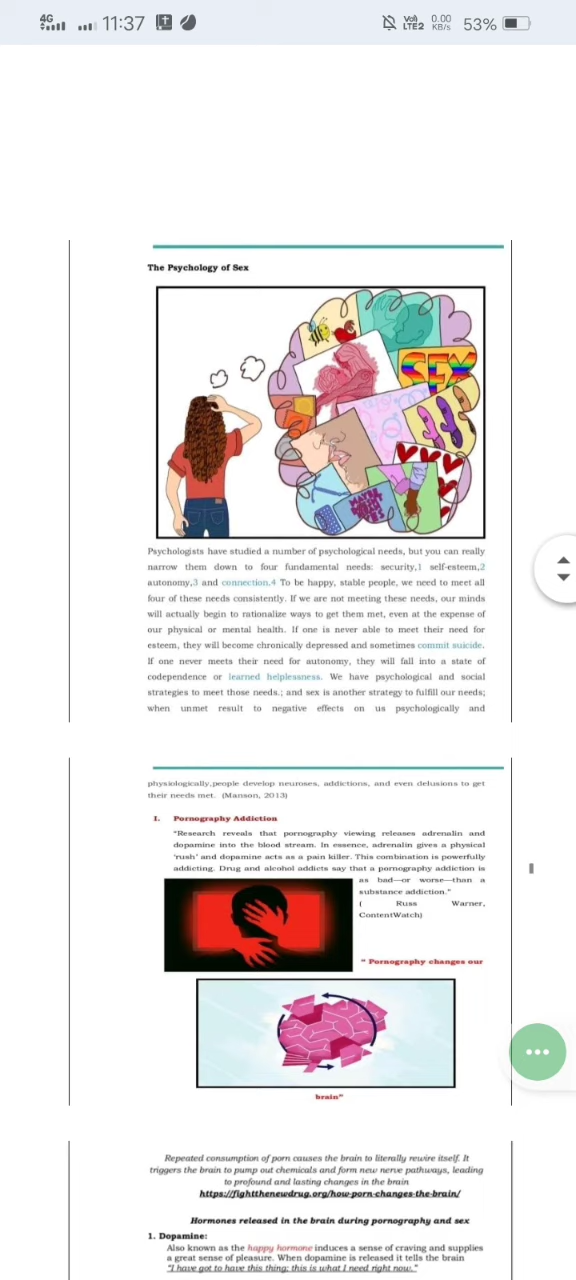 4G 11:37 Vo) LTE2 0.00 KB/s 53%
The Psychology of Sex
SEX
MAYBE
Psychologists have studied a number of psychological needs, but you can really
narrow them down to four fundamental needs: security,1 self-esteem,2
autonomy,3 and connection.4 To be happy, stable people, we need to meet all
four of these needs consistently. If we are not meeting these needs, our minds
will actually begin to rationalize ways to get them met, even at the expense of
our physical or mental health. If one is never able to meet their need for
esteem, they will become chronically depressed and sometimes commit suicide.
If one never meets their need for autonomy, they will fall into a state of
codependence or learned helplessness. We have psychological and social
strategies to meet those needs.; and sex is another strategy to fulfill our needs;
when unmet result to negative effects on us psychologically and
physiologically,people develop neuroses, addictions, and even delusions to get
their needs met. (Manson, 2013)
I. Pornography Addiction
"Research reveals that pornography viewing releases adrenalin and
dopamine into the blood stream. In essence, adrenalin gives a physical
'rush' and dopamine acts as a pain killer. This combination is powerfully
addicting. Drug and alcohol addicts say that a pornography addiction is
as bad—or worse—than a
substance addiction."
( Russ Warner,
ContentWatch)
" Pornography changes our
brain"
Repeated consumption of porn causes the brain to literally rewire itself. It
triggers the brain to pump out chemicals and form new nerve pathways, leading
to profound and lasting changes in the brain
https://fightthenewdrug.org/how-porn-changes-the-brain/
Hormones released in the brain during pornography and sex
1. Dopamine:
Also known as the happy hormone induces a sense of craving and supplies
a great sense of pleasure. When dopamine is released it tells the brain
"I have got to have this thing; this is what I need right now."